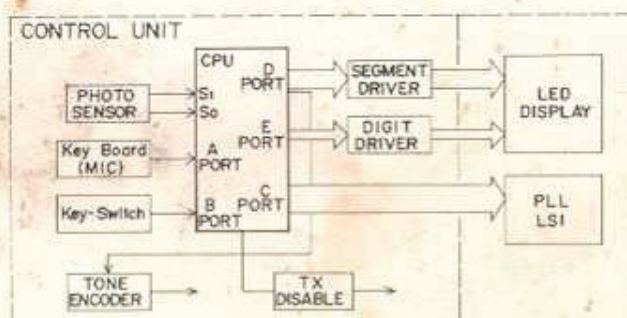 CONTROL UNIT
CPU
PHOTO
SENSOR
S1
S0
Key Board
(MIC)
A
PORT
Key-Switch
B
PORT
D
PORT
E
PORT
C
PORT
SEGMENT
DRIVER
DIGIT
DRIVER
LED
DISPLAY
PLL
LSI
TONE
ENCODER
TX
DISABLE